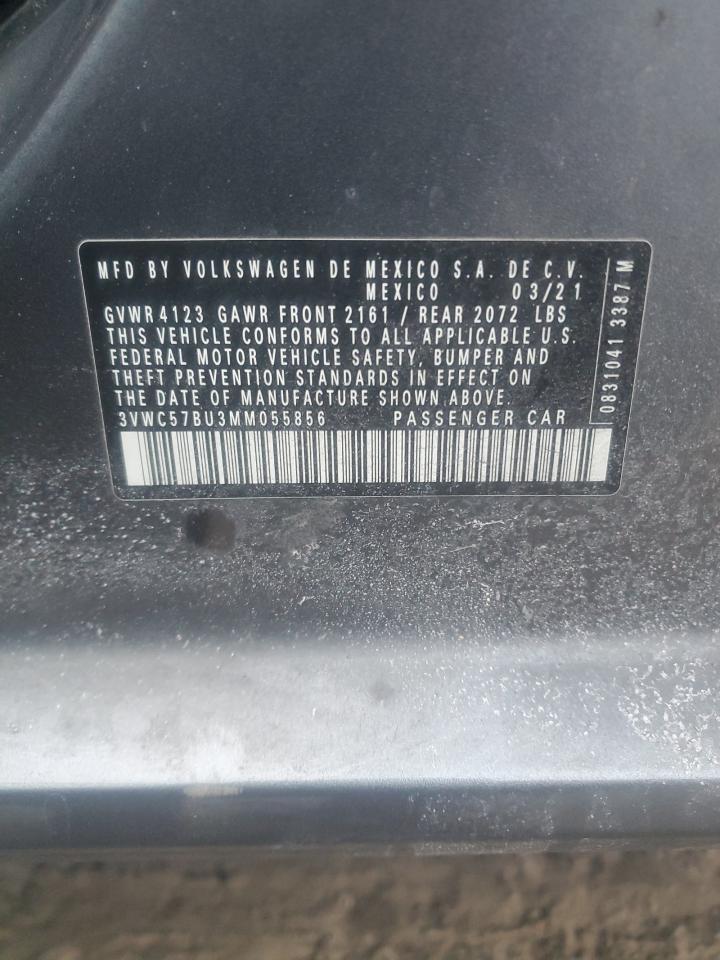 MFD BY VOLKSWAGEN DE MEXICO S.A. DE C.V.
MEXICO 03/21
GVWR 4123 GAWR FRONT 2161 / REAR 2072 LBS
THIS VEHICLE CONFORMS TO ALL APPLICABLE U.S.
FEDERAL MOTOR VEHICLE SAFETY, BUMPER AND
THEFT PREVENTION STANDARDS IN EFFECT ON
THE DATE OF MANUFACTURE SHOWN ABOVE.
3VWC57BU3MM055856 PASSENGER CAR
0831041 3387 M